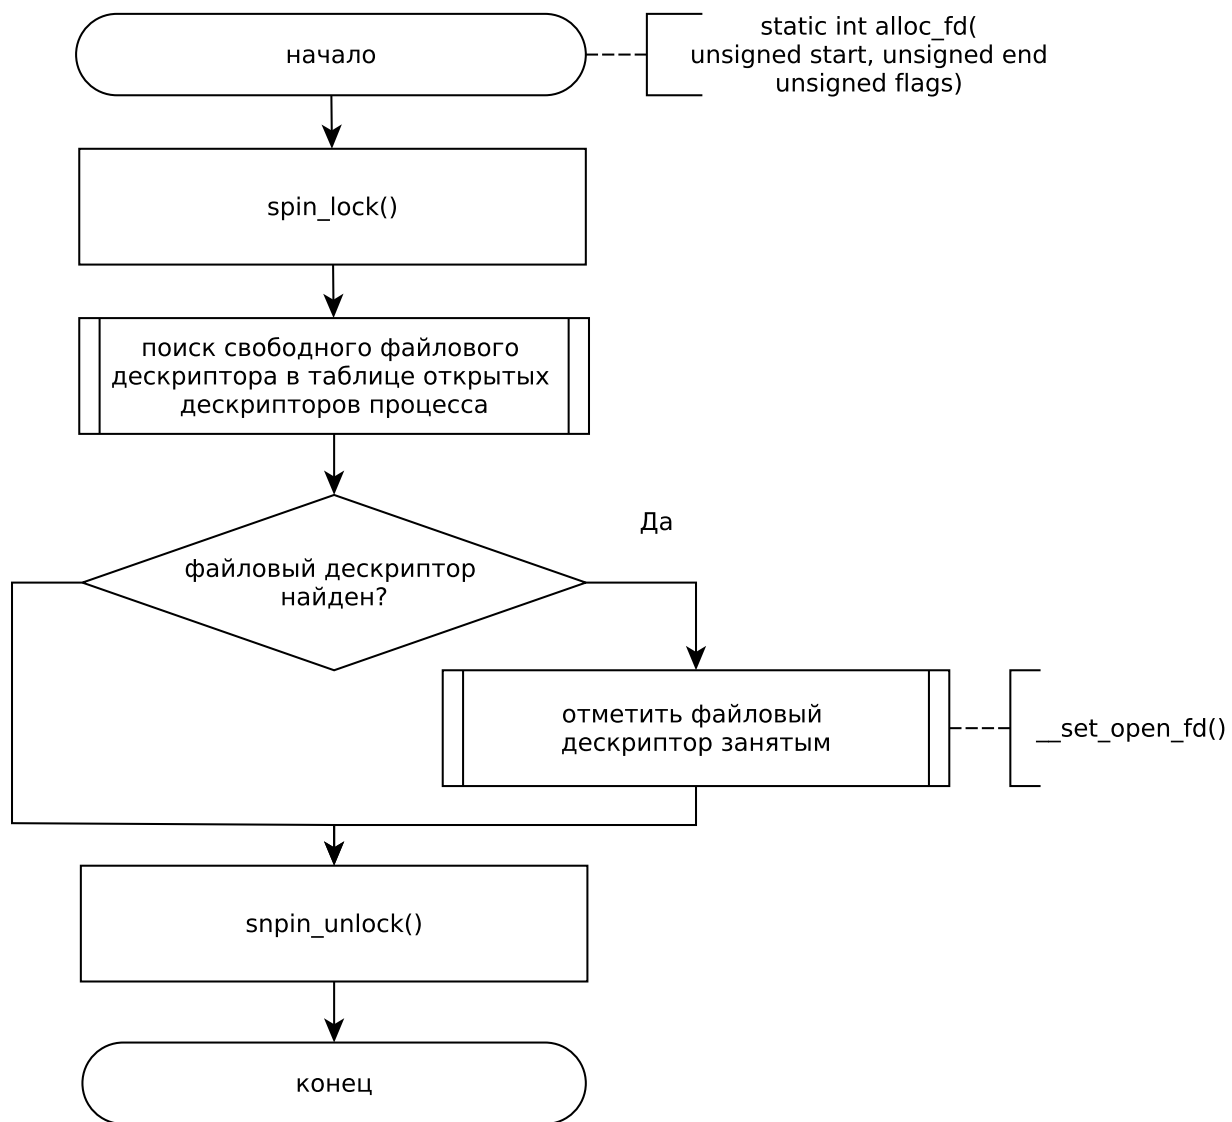 начало
static int alloc_fd(
unsigned start, unsigned end
unsigned flags)
spin_lock()
поиск свободного файлового
дескриптора в таблице открытых
дескрипторов процесса
Да
файловый дескриптор
найден?
отметить файловый
дескриптор занятым
__set_open_fd()
snpin_unlock()
конец